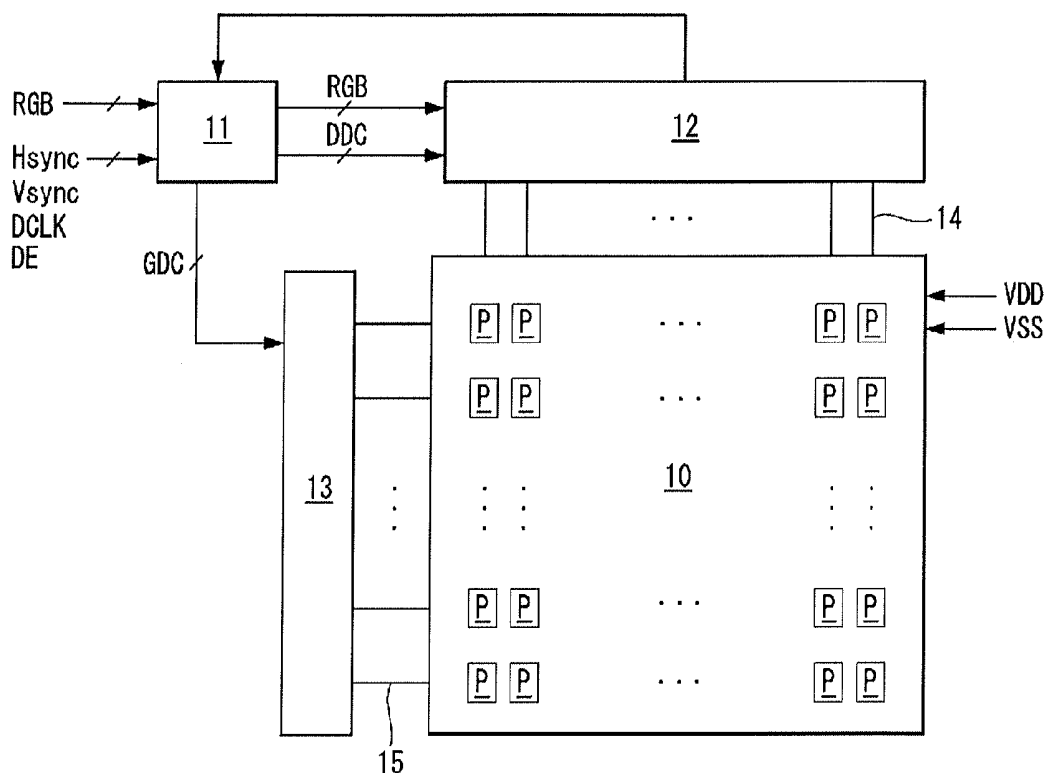 RGB
Hsync
Vsync
DCLK
DE
11
RGB
DDC
12
14
GDC
VDD
VSS
P P ... P P
P P ... P P
13
10
P P ... P P
P P ... P P
15